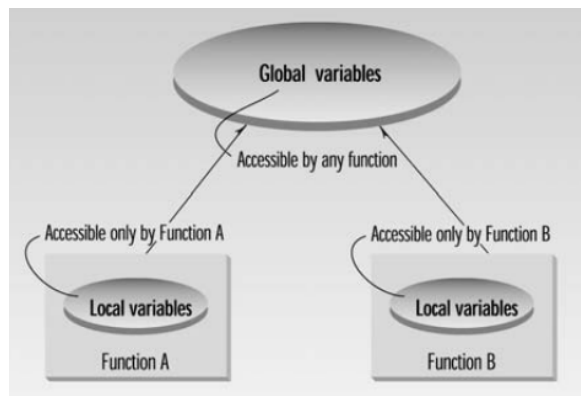 Global variables
Accessible by any function
Accessible only by Function A
Accessible only by Function B
Local variables
Local variables
Function A
Function B